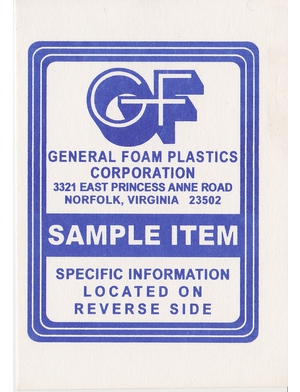 GF
GENERAL FOAM PLASTICS
CORPORATION
3321 EAST PRINCESS ANNE ROAD
NORFOLK, VIRGINIA 23502
SAMPLE ITEM
SPECIFIC INFORMATION
LOCATED ON
REVERSE SIDE